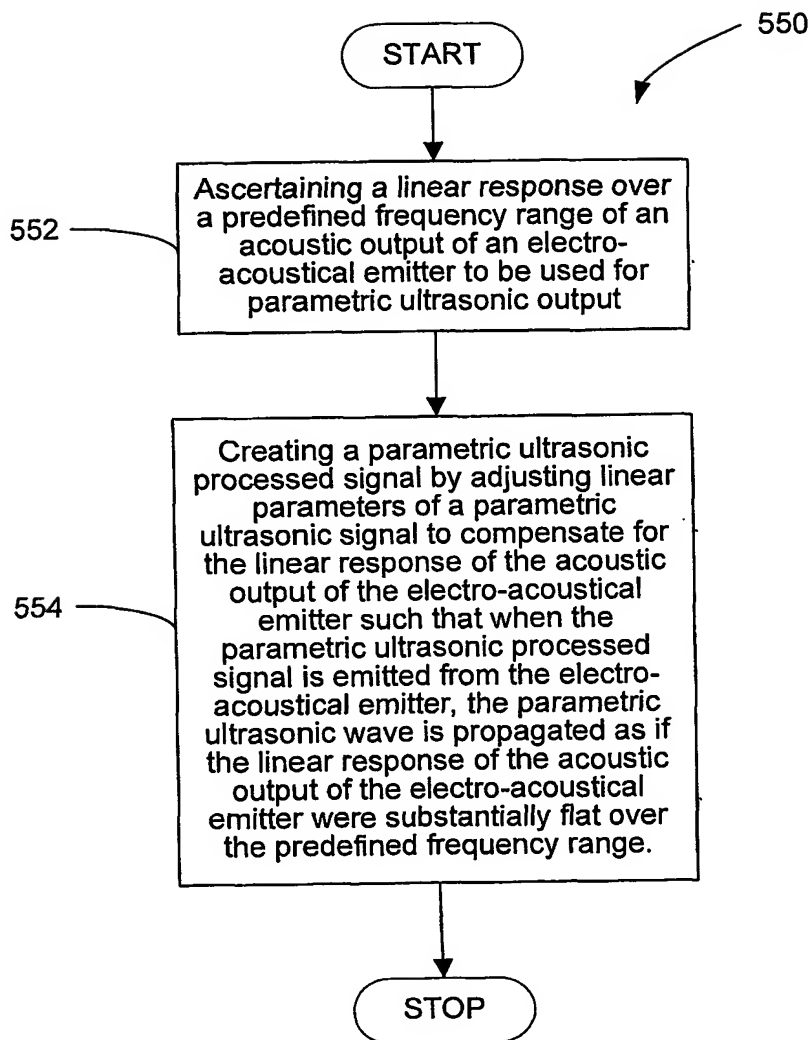 550
START
552
Ascertaining a linear response over
a predefined frequency range of an
acoustic output of an electro-
acoustical emitter to be used for
parametric ultrasonic output
554
Creating a parametric ultrasonic
processed signal by adjusting linear
parameters of a parametric
ultrasonic signal to compensate for
the linear response of the acoustic
output of the electro-acoustical
emitter such that when the
parametric ultrasonic processed
signal is emitted from the electro-
acoustical emitter, the parametric
ultrasonic wave is propagated as if
the linear response of the acoustic
output of the electro-acoustical
emitter were substantially flat over
the predefined frequency range.
STOP